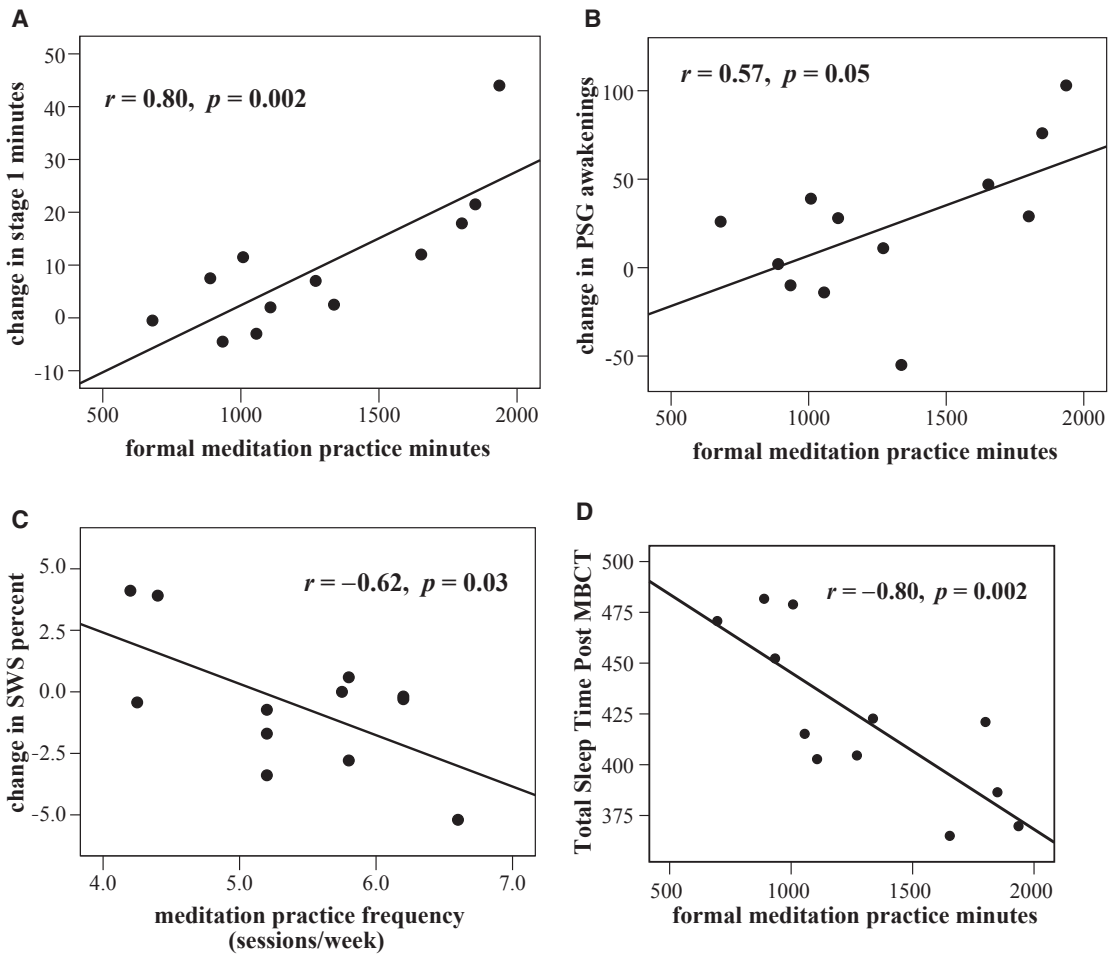 A
change in stage 1 minutes
50
40
30
20
10
0
-10
r = 0.80, p = 0.002
500 1000 1500 2000
formal meditation practice minutes
B
change in PSG awakenings
100
50
0
-50
r = 0.57, p = 0.05
500 1000 1500 2000
formal meditation practice minutes
C
change in SWS percent
5.0
2.5
0.0
-2.5
-5.0
r = –0.62, p = 0.03
4.0 5.0 6.0 7.0
meditation practice frequency
(sessions/week)
D
Total Sleep Time Post MBCT
500
475
450
425
400
375
r = –0.80, p = 0.002
500 1000 1500 2000
formal meditation practice minutes